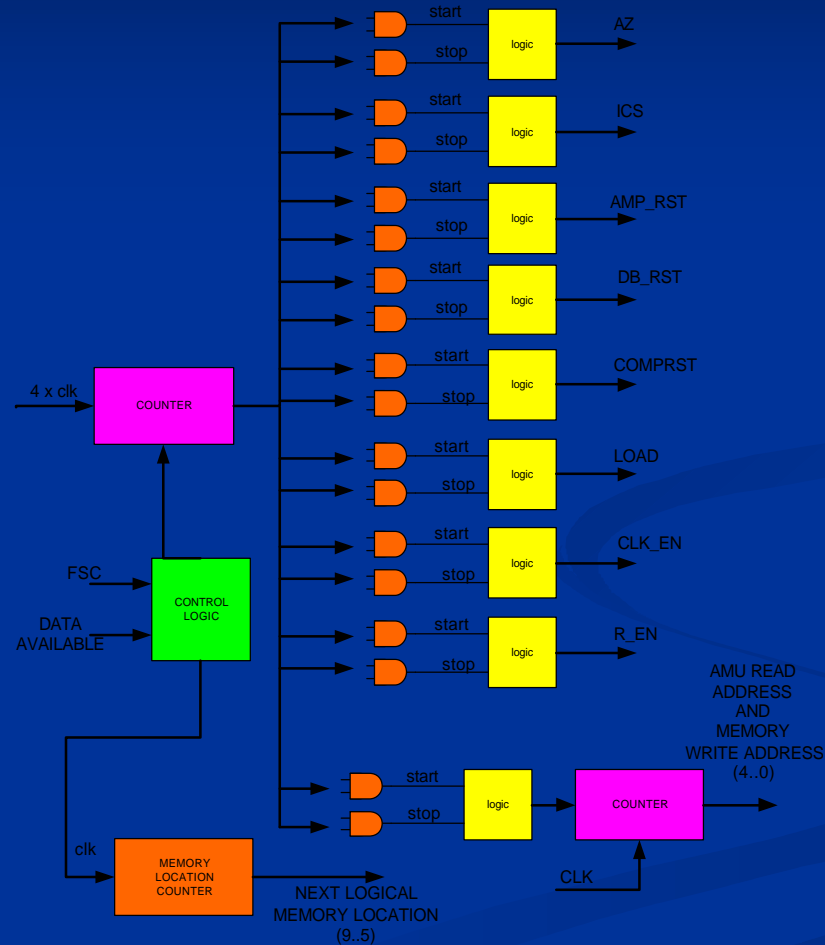 start
AZ
logic
stop
start
ICS
logic
stop
start
AMP_RST
logic
stop
start
DB_RST
logic
stop
start
COMPRST
logic
stop
4 x clk
COUNTER
start
LOAD
logic
stop
start
CLK_EN
logic
stop
FSC
CONTROL
LOGIC
DATA
AVAILABLE
start
R_EN
logic
stop
AMU READ
ADDRESS
AND
MEMORY
WRITE ADDRESS
(4..0)
start
logic
stop
COUNTER
clk
MEMORY
LOCATION
COUNTER
CLK
NEXT LOGICAL
MEMORY LOCATION
(9..5)